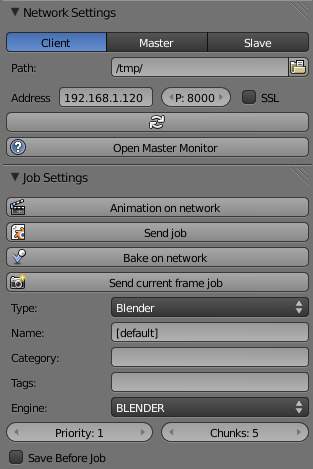 Network Settings
Client Master Slave
Path: /tmp/
Address 192.168.1.120 P: 8000 SSL
Open Master Monitor
Job Settings
Animation on network
Send job
Bake on network
Send current frame job
Type: Blender
Name: [default]
Category:
Tags:
Engine: BLENDER
Priority: 1 Chunks: 5
Save Before Job